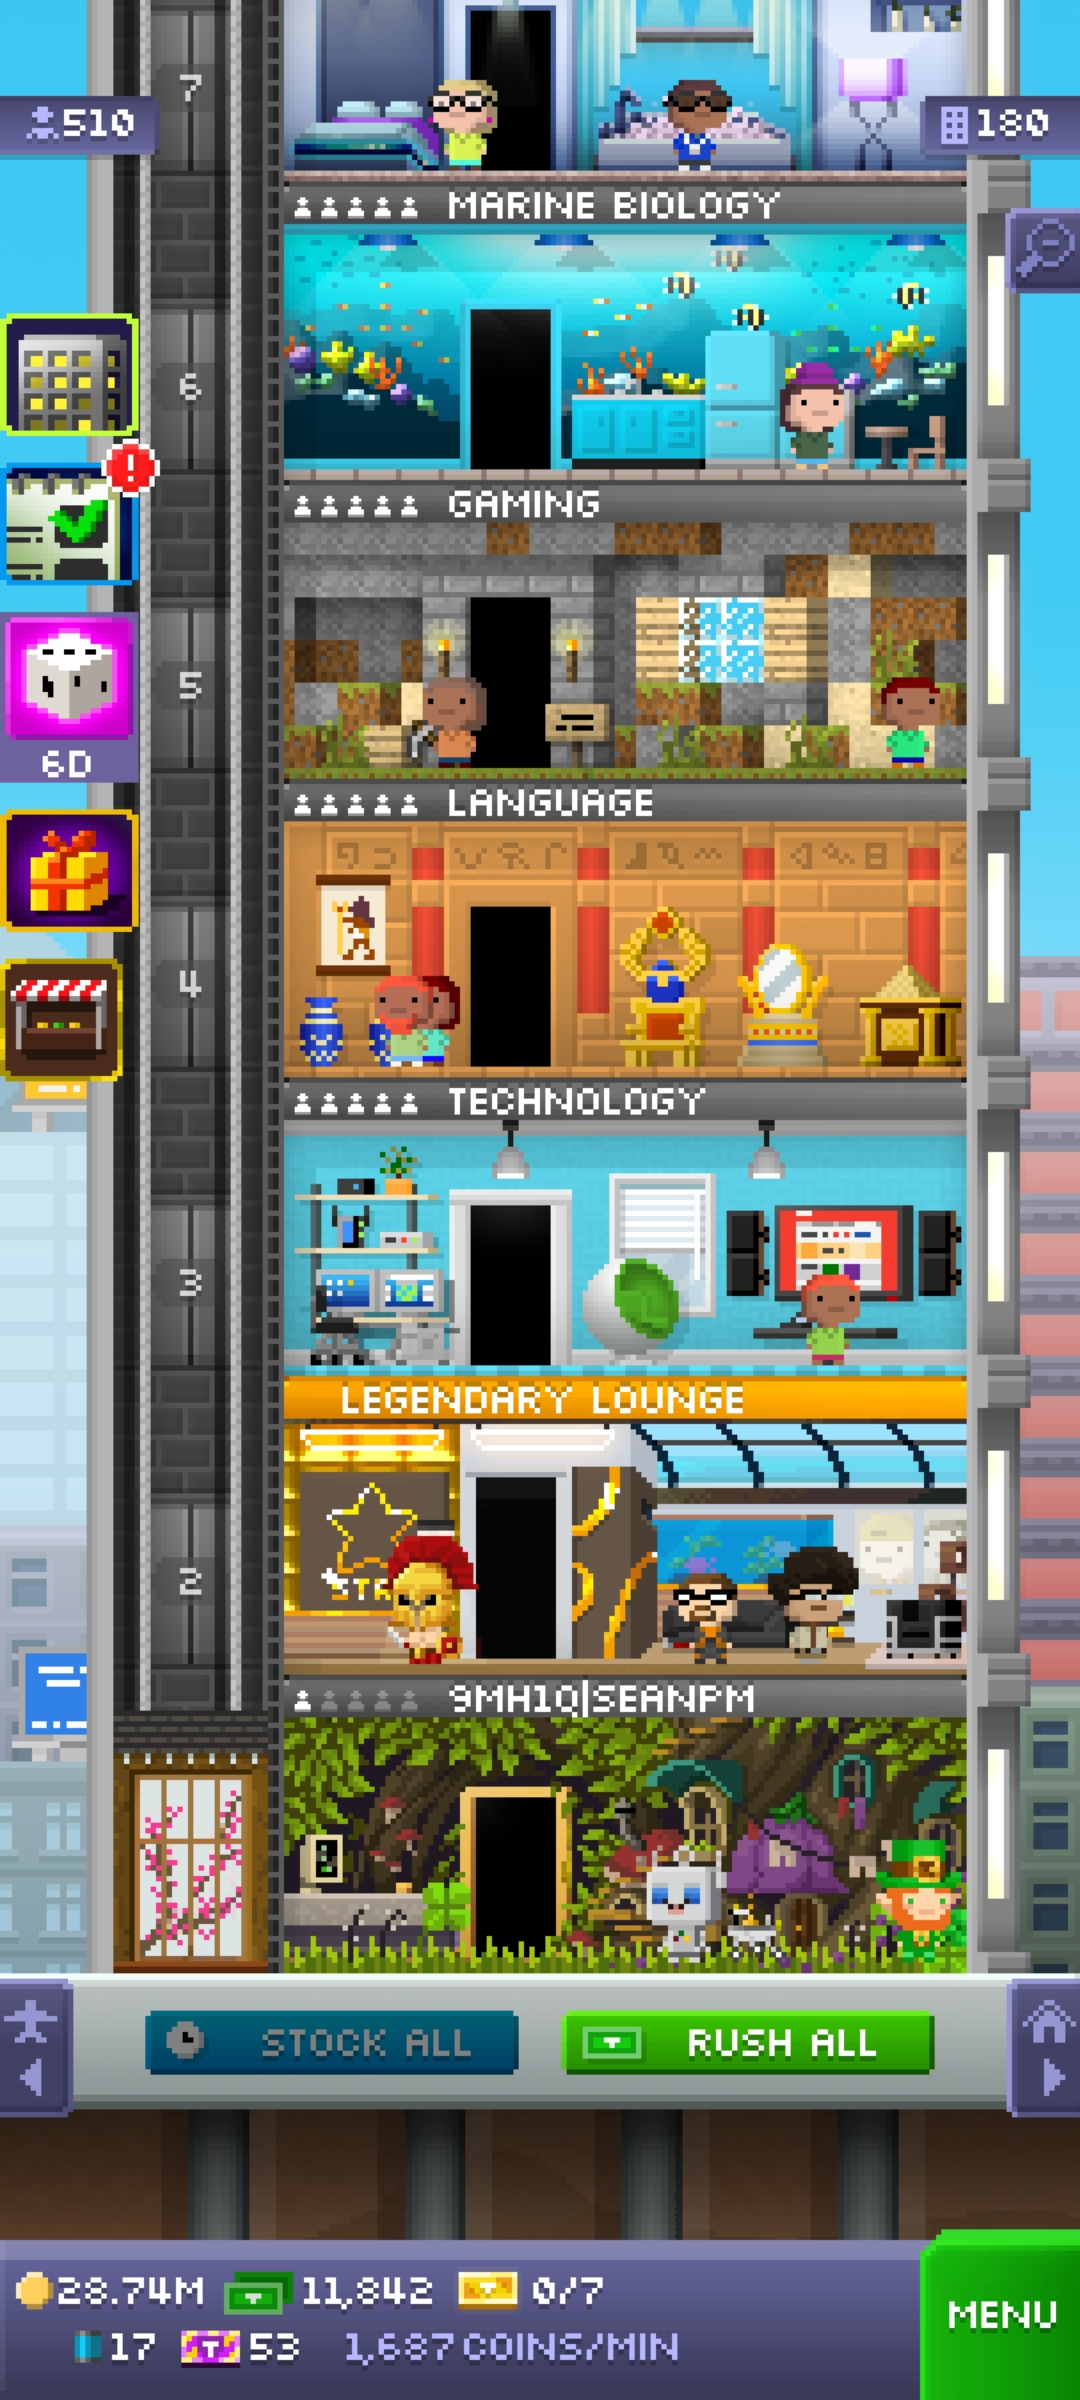 7
510
180
MARINE BIOLOGY
6
GAMING
5
6D
LANGUAGE
4
TECHNOLOGY
3
LEGENDARY LOUNGE
2
9MH1Q|SEANPM
STOCK ALL
RUSH ALL
28.74M 11,842 0/7
MENU
17 53 1,687 COINS/MIN